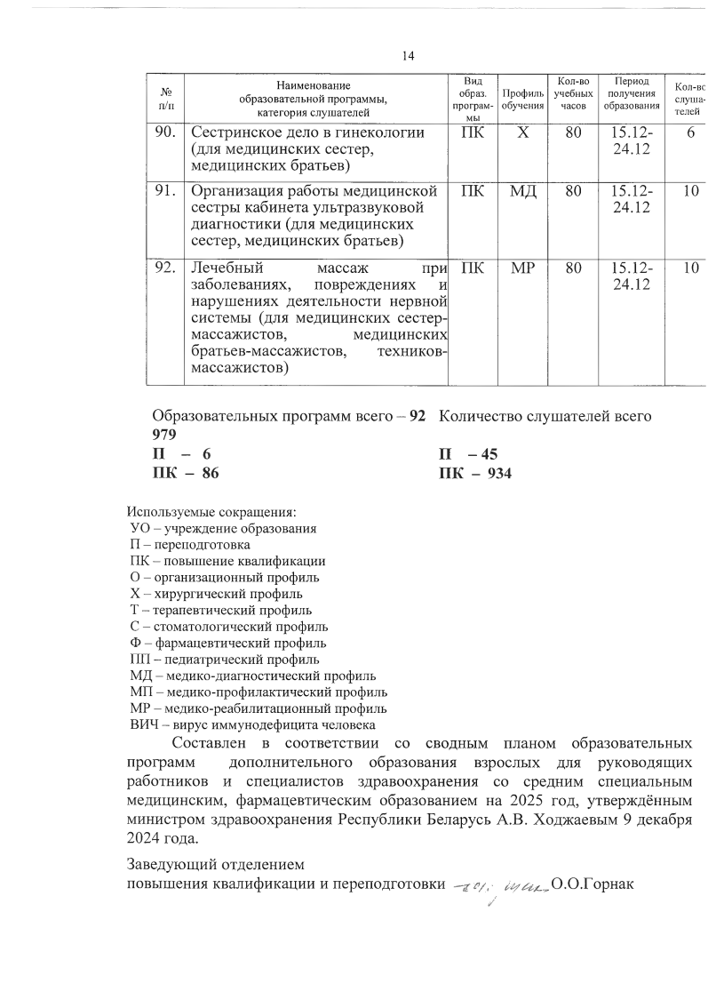 14
№ п/п
Наименование образовательной программы, категория слушателей
Вид образ. програм-мы
Профиль обучения
Кол-во учебных часов
Период получения образования
Кол-вс слуша-телей
90. Сестринское дело в гинекологии ПК Х 80 15.12- 6
(для медицинских сестер, 24.12
медицинских братьев)
91. Организация работы медицинской ПК МД 80 15.12- 10
сестры кабинета ультразвуковой 24.12
диагностики (для медицинских
сестер, медицинских братьев)
92. Лечебный массаж при ПК МР 80 15.12- 10
заболеваниях, повреждениях и 24.12
нарушениях деятельности нервной
системы (для медицинских сестер-
массажистов, медицинских
братьев-массажистов, техников-
массажистов)
Образовательных программ всего – 92 Количество слушателей всего
979
П – 6 П – 45
ПК – 86 ПК – 934
Используемые сокращения:
УО – учреждение образования
П – переподготовка
ПК – повышение квалификации
О – организационный профиль
Х – хирургический профиль
Т – терапевтический профиль
С – стоматологический профиль
Ф – фармацевтический профиль
ПП – педиатрический профиль
МД – медико-диагностический профиль
МП – медико-профилактический профиль
МР – медико-реабилитационный профиль
ВИЧ – вирус иммунодефицита человека
Составлен в соответствии со сводным планом образовательных
программ дополнительного образования взрослых для руководящих
работников и специалистов здравоохранения со средним специальным
медицинским, фармацевтическим образованием на 2025 год, утверждённым
министром здравоохранения Республики Беларусь А.В. Ходжаевым 9 декабря
2024 года.
Заведующий отделением
повышения квалификации и переподготовки О.О.Горнак